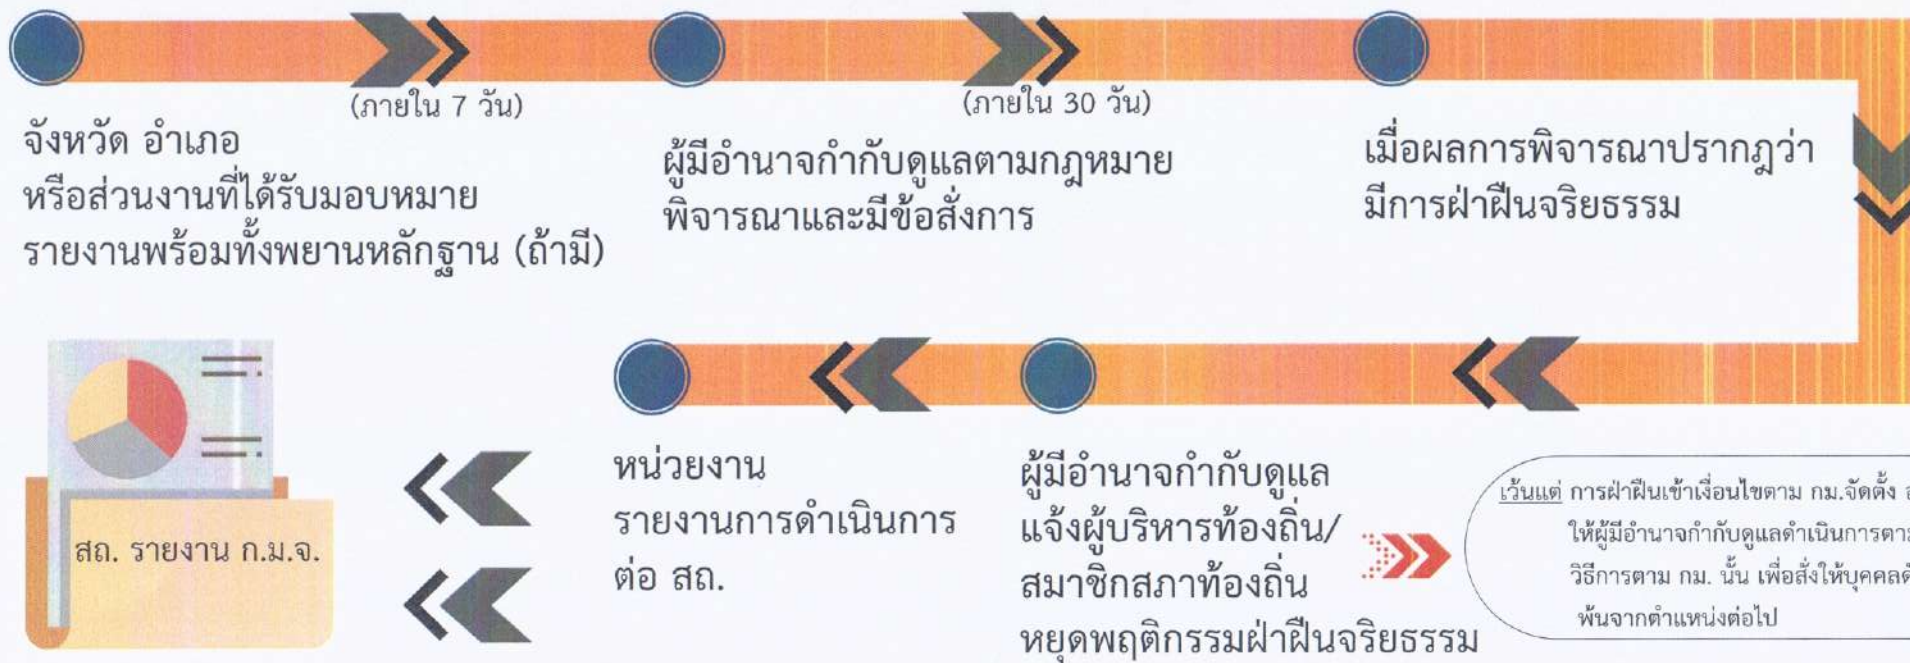 (ภายใน 7 วัน)
จังหวัด อำเภอ
หรือส่วนงานที่ได้รับมอบหมาย
รายงานพร้อมทั้งพยานหลักฐาน (ถ้ามี)
(ภายใน 30 วัน)
ผู้มีอำนาจกำกับดูแลตามกฎหมาย
พิจารณาและมีข้อสั่งการ
เมื่อผลการพิจารณาปรากฏว่า
มีการฝ่าฝืนจริยธรรม
เว้นแต่ การฝ่าฝืนเข้าเงื่อนไขตาม กม.จัดตั้ง
ให้ผู้มีอำนาจกำกับดูแลดำเนินการ
วิธีการตาม กม. นั้น เพื่อสั่งให้บุคคล
พ้นจากตำแหน่งต่อไป
ผู้มีอำนาจกำกับดูแล
แจ้งผู้บริหารท้องถิ่น/
สมาชิกสภาท้องถิ่น
หยุดพฤติกรรมฝ่าฝืนจริยธรรม
หน่วยงาน
รายงานการดำเนินการ
ต่อ สถ.
สถ. รายงาน ก.ม.จ.